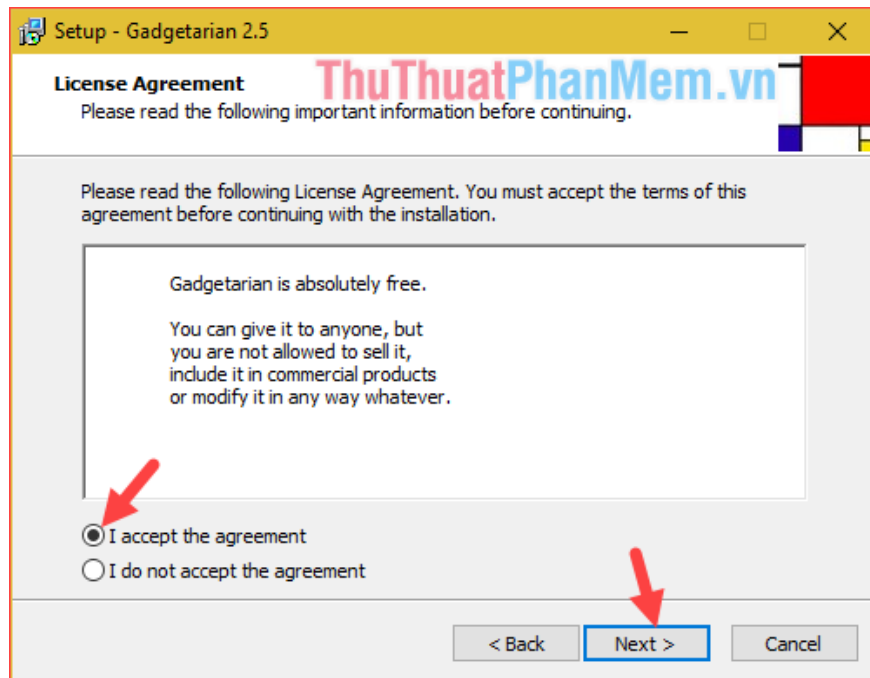 Setup - Gadgetarian 2.5
License Agreement
ThuThuatPhanMem.vn
Please read the following important information before continuing.
Please read the following License Agreement. You must accept the terms of this
agreement before continuing with the installation.
Gadgetarian is absolutely free.
You can give it to anyone, but
you are not allowed to sell it,
include it in commercial products
or modify it in any way whatever.
I accept the agreement
I do not accept the agreement
< Back Next > Cancel